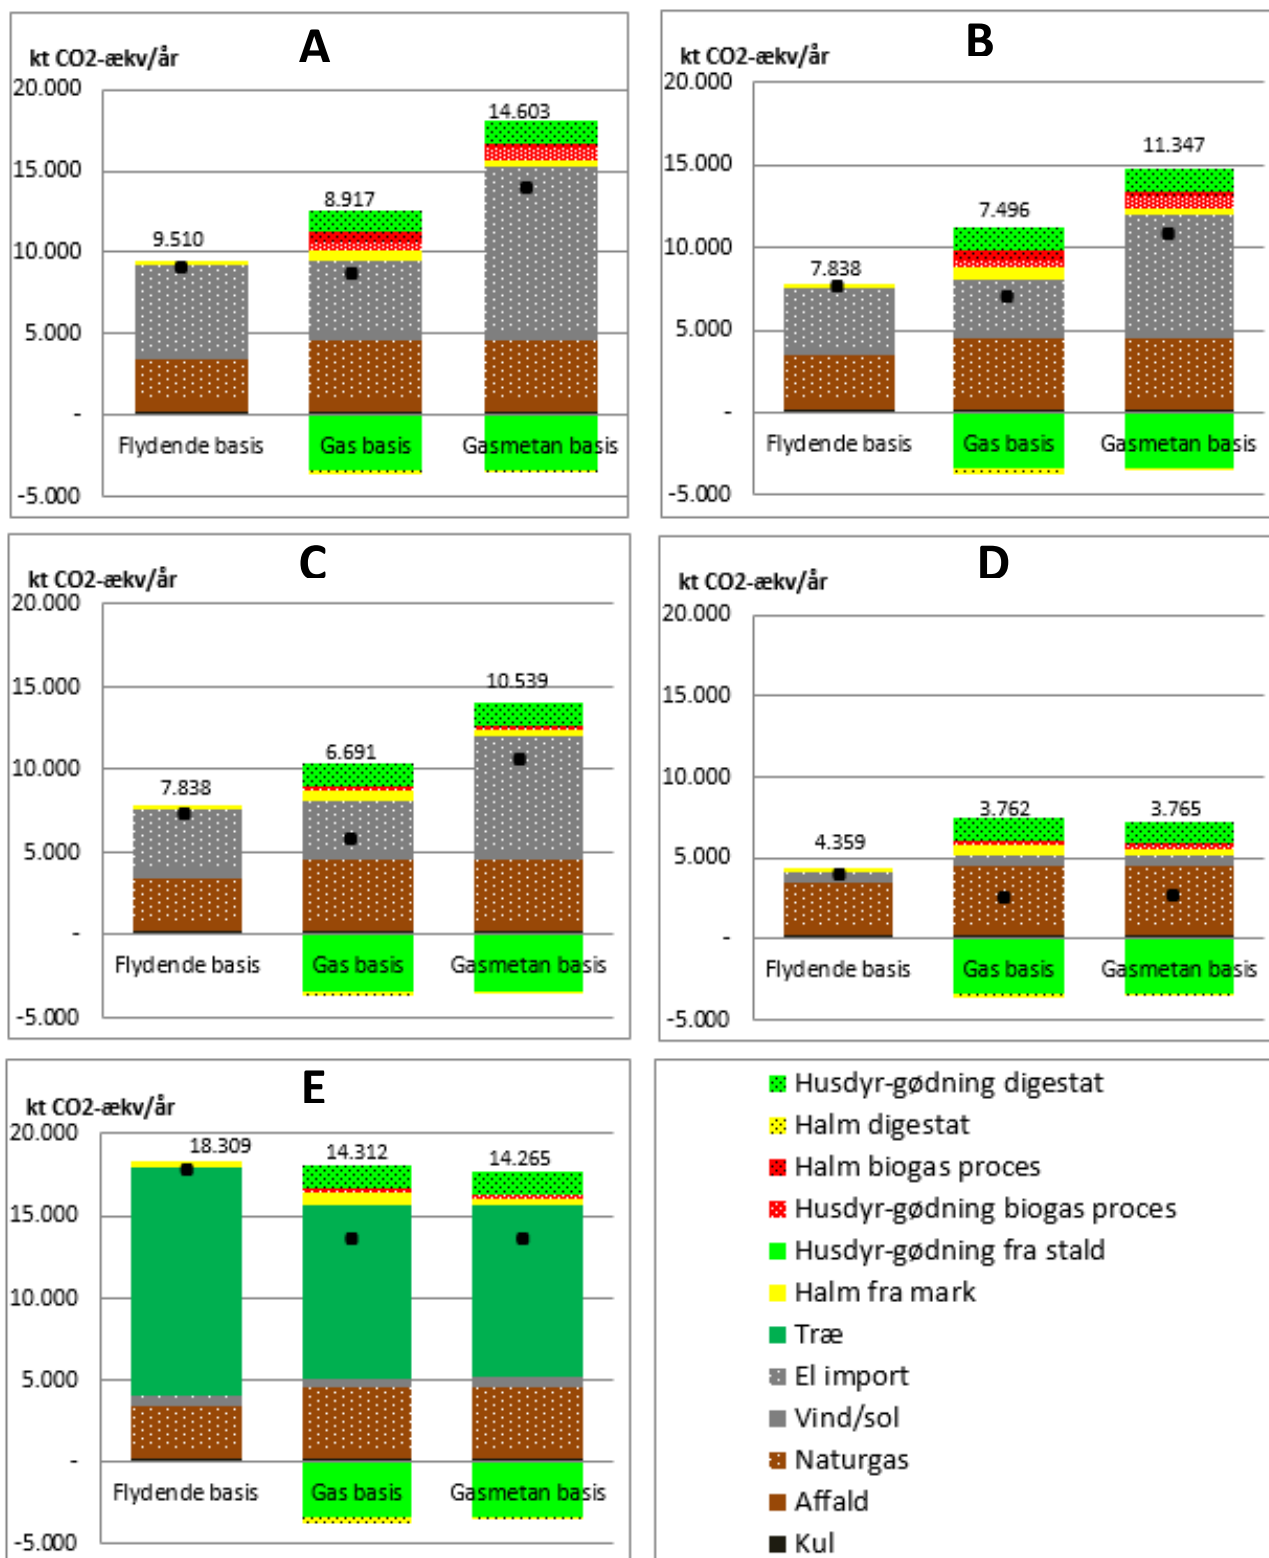 A
kt CO2-ækv/år
20.000
15.000
10.000
5.000
-
-5.000
9.510
8.917
14.603
Flydende basis
Gas basis
Gasmetan basis
B
kt CO2-ækv/år
20.000
15.000
10.000
5.000
-
-5.000
7.838
7.496
11.347
Flydende basis
Gas basis
Gasmetan basis
C
kt CO2-ækv/år
20.000
15.000
10.000
5.000
-
-5.000
7.838
6.691
10.539
Flydende basis
Gas basis
Gasmetan basis
D
kt CO2-ækv/år
20.000
15.000
10.000
5.000
-
-5.000
4.359
3.762
3.765
Flydende basis
Gas basis
Gasmetan basis
E
kt CO2-ækv/år
20.000
15.000
10.000
5.000
-
-5.000
18.309
14.312
14.265
Flydende basis
Gas basis
Gasmetan basis
Husdyr-gødning digestat
Halm digestat
Halm biogas proces
Husdyr-gødning biogas proces
Husdyr-gødning fra stald
Halm fra mark
Træ
El import
Vind/sol
Naturgas
Affald
Kul